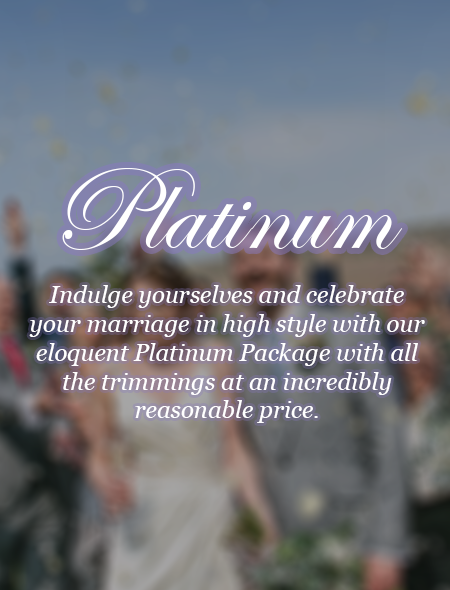 Platinum
Indulge yourselves and celebrate
your marriage in high style with our
eloquent Platinum Package with all
the trimmings at an incredibly
reasonable price.